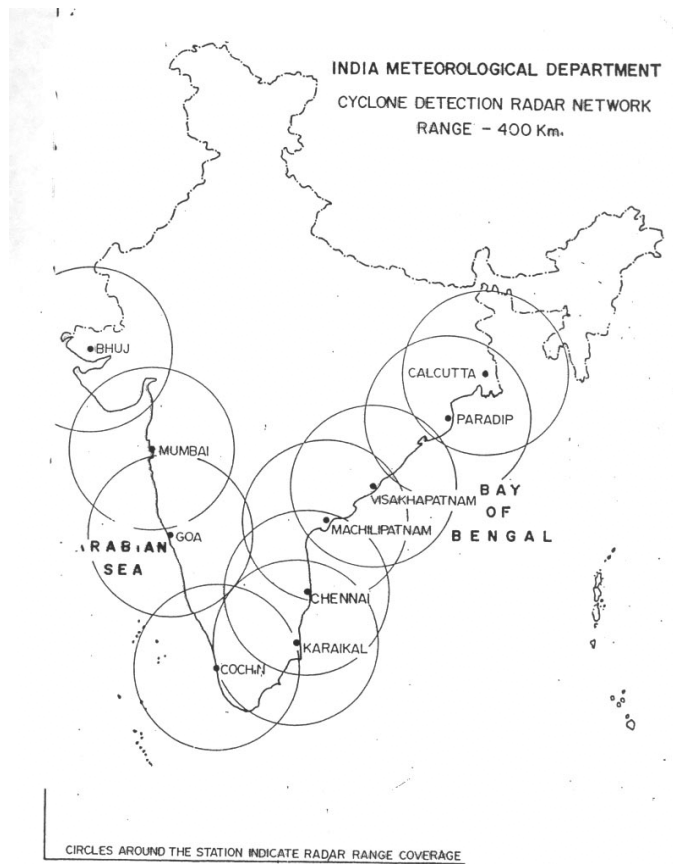 INDIA METEOROLOGICAL DEPARTMENT
CYCLONE DETECTION RADAR NETWORK
RANGE - 400 Km.
BHUJ
CALCUTTA
PARADIP
MUMBAI
VISAKHAPATNAM
BAY
OF
BENGAL
MACHILIPATNAM
GOA
ARABIAN
SEA
CHENNAI
KARAIKAL
COCHIN
CIRCLES AROUND THE STATION INDICATE RADAR RANGE COVERAGE